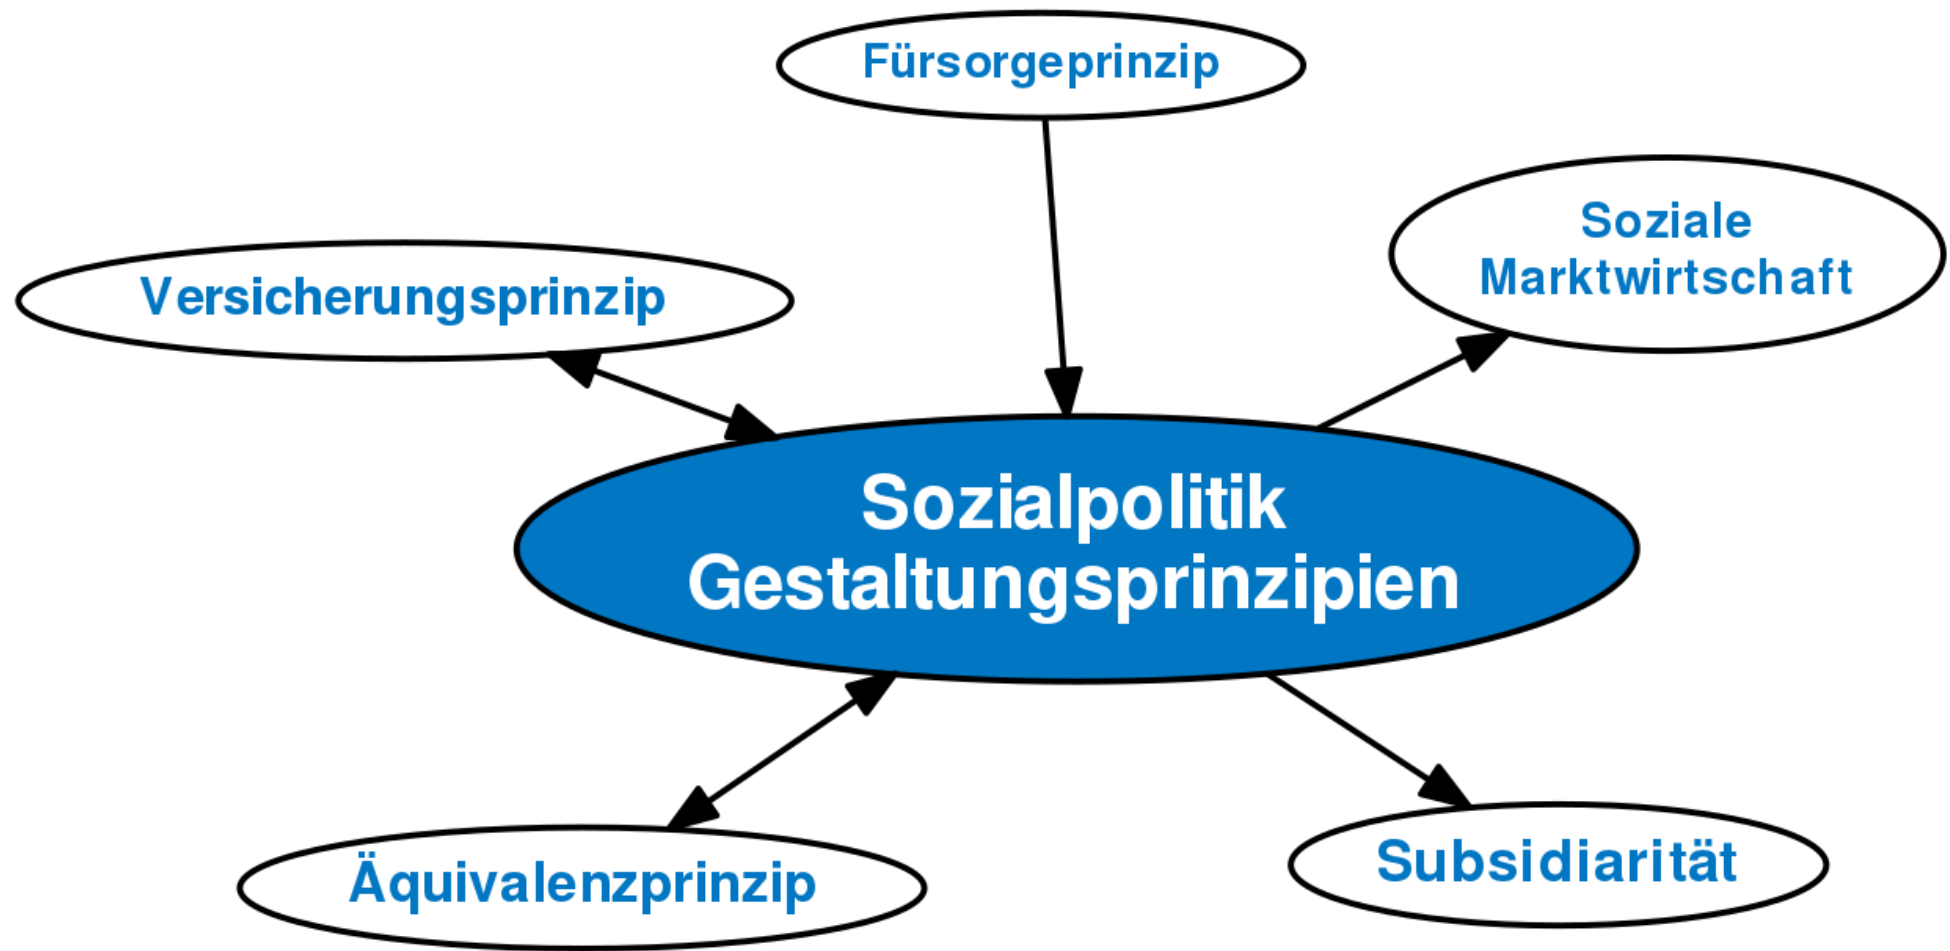 Fürsorgeprinzip
Soziale
Marktwirtschaft
Versicherungsprinzip
Sozialpolitik
Gestaltungsprinzipien
Äquivalenzprinzip
Subsidiarität